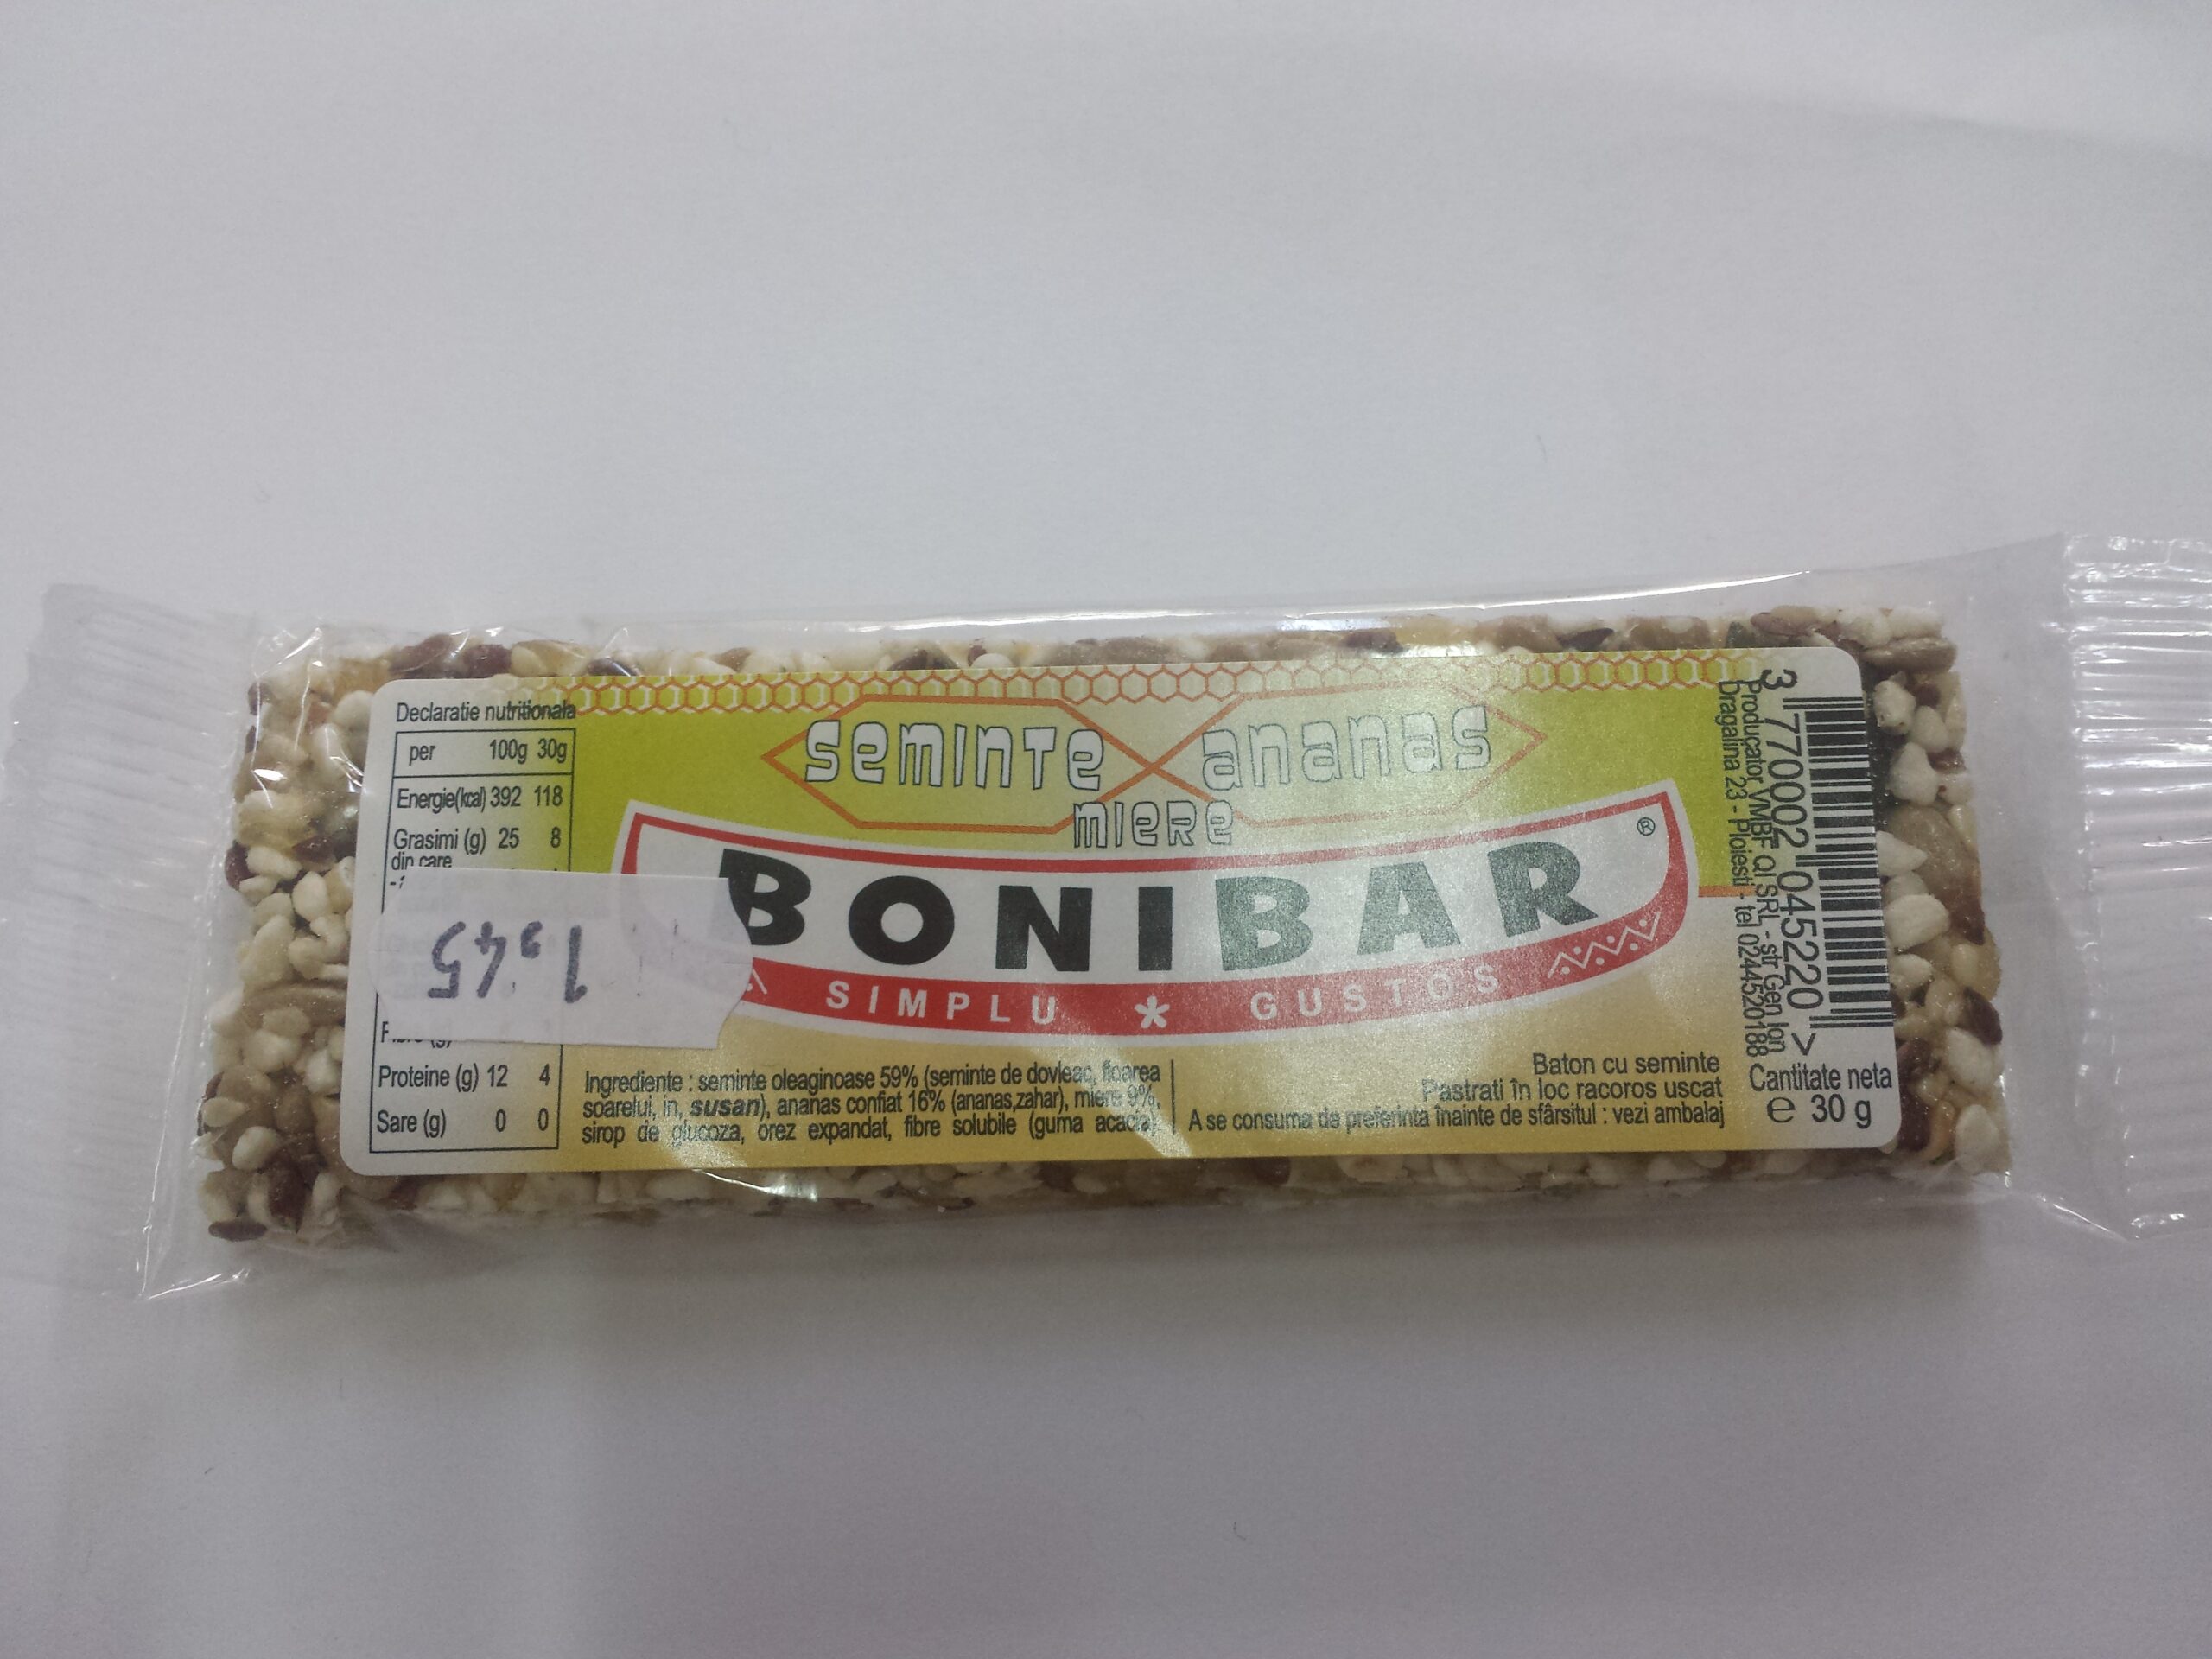 Declaratie nutritionala
per 100g 30g
Energie(kcal) 392 118
Grasimi (g) 25 8
din care
Proteine (g) 12 4
Sare (g) 0 0
1,45
seminte ananas
miere
BONIBAR ®
SIMPLU * GUSTOS
Ingrediente : seminte oleaginoase 59% (seminte de dovleac, floarea
soarelui, in, susan), ananas confiat 16% (ananas,zahar), miere 9%,
sirop de glucoza, orez expandat, fibre solubile (guma acacia).
Baton cu seminte
Pastrati în loc racoros uscat
A se consuma de preferinta înainte de sfârsitul : vezi ambalaj
Producator VMBF QI SRL - str Gen Ion
Dragalina 23 - Ploiesti - tel 0244520188
3 770002 045220 >
Cantitate neta
e 30 g